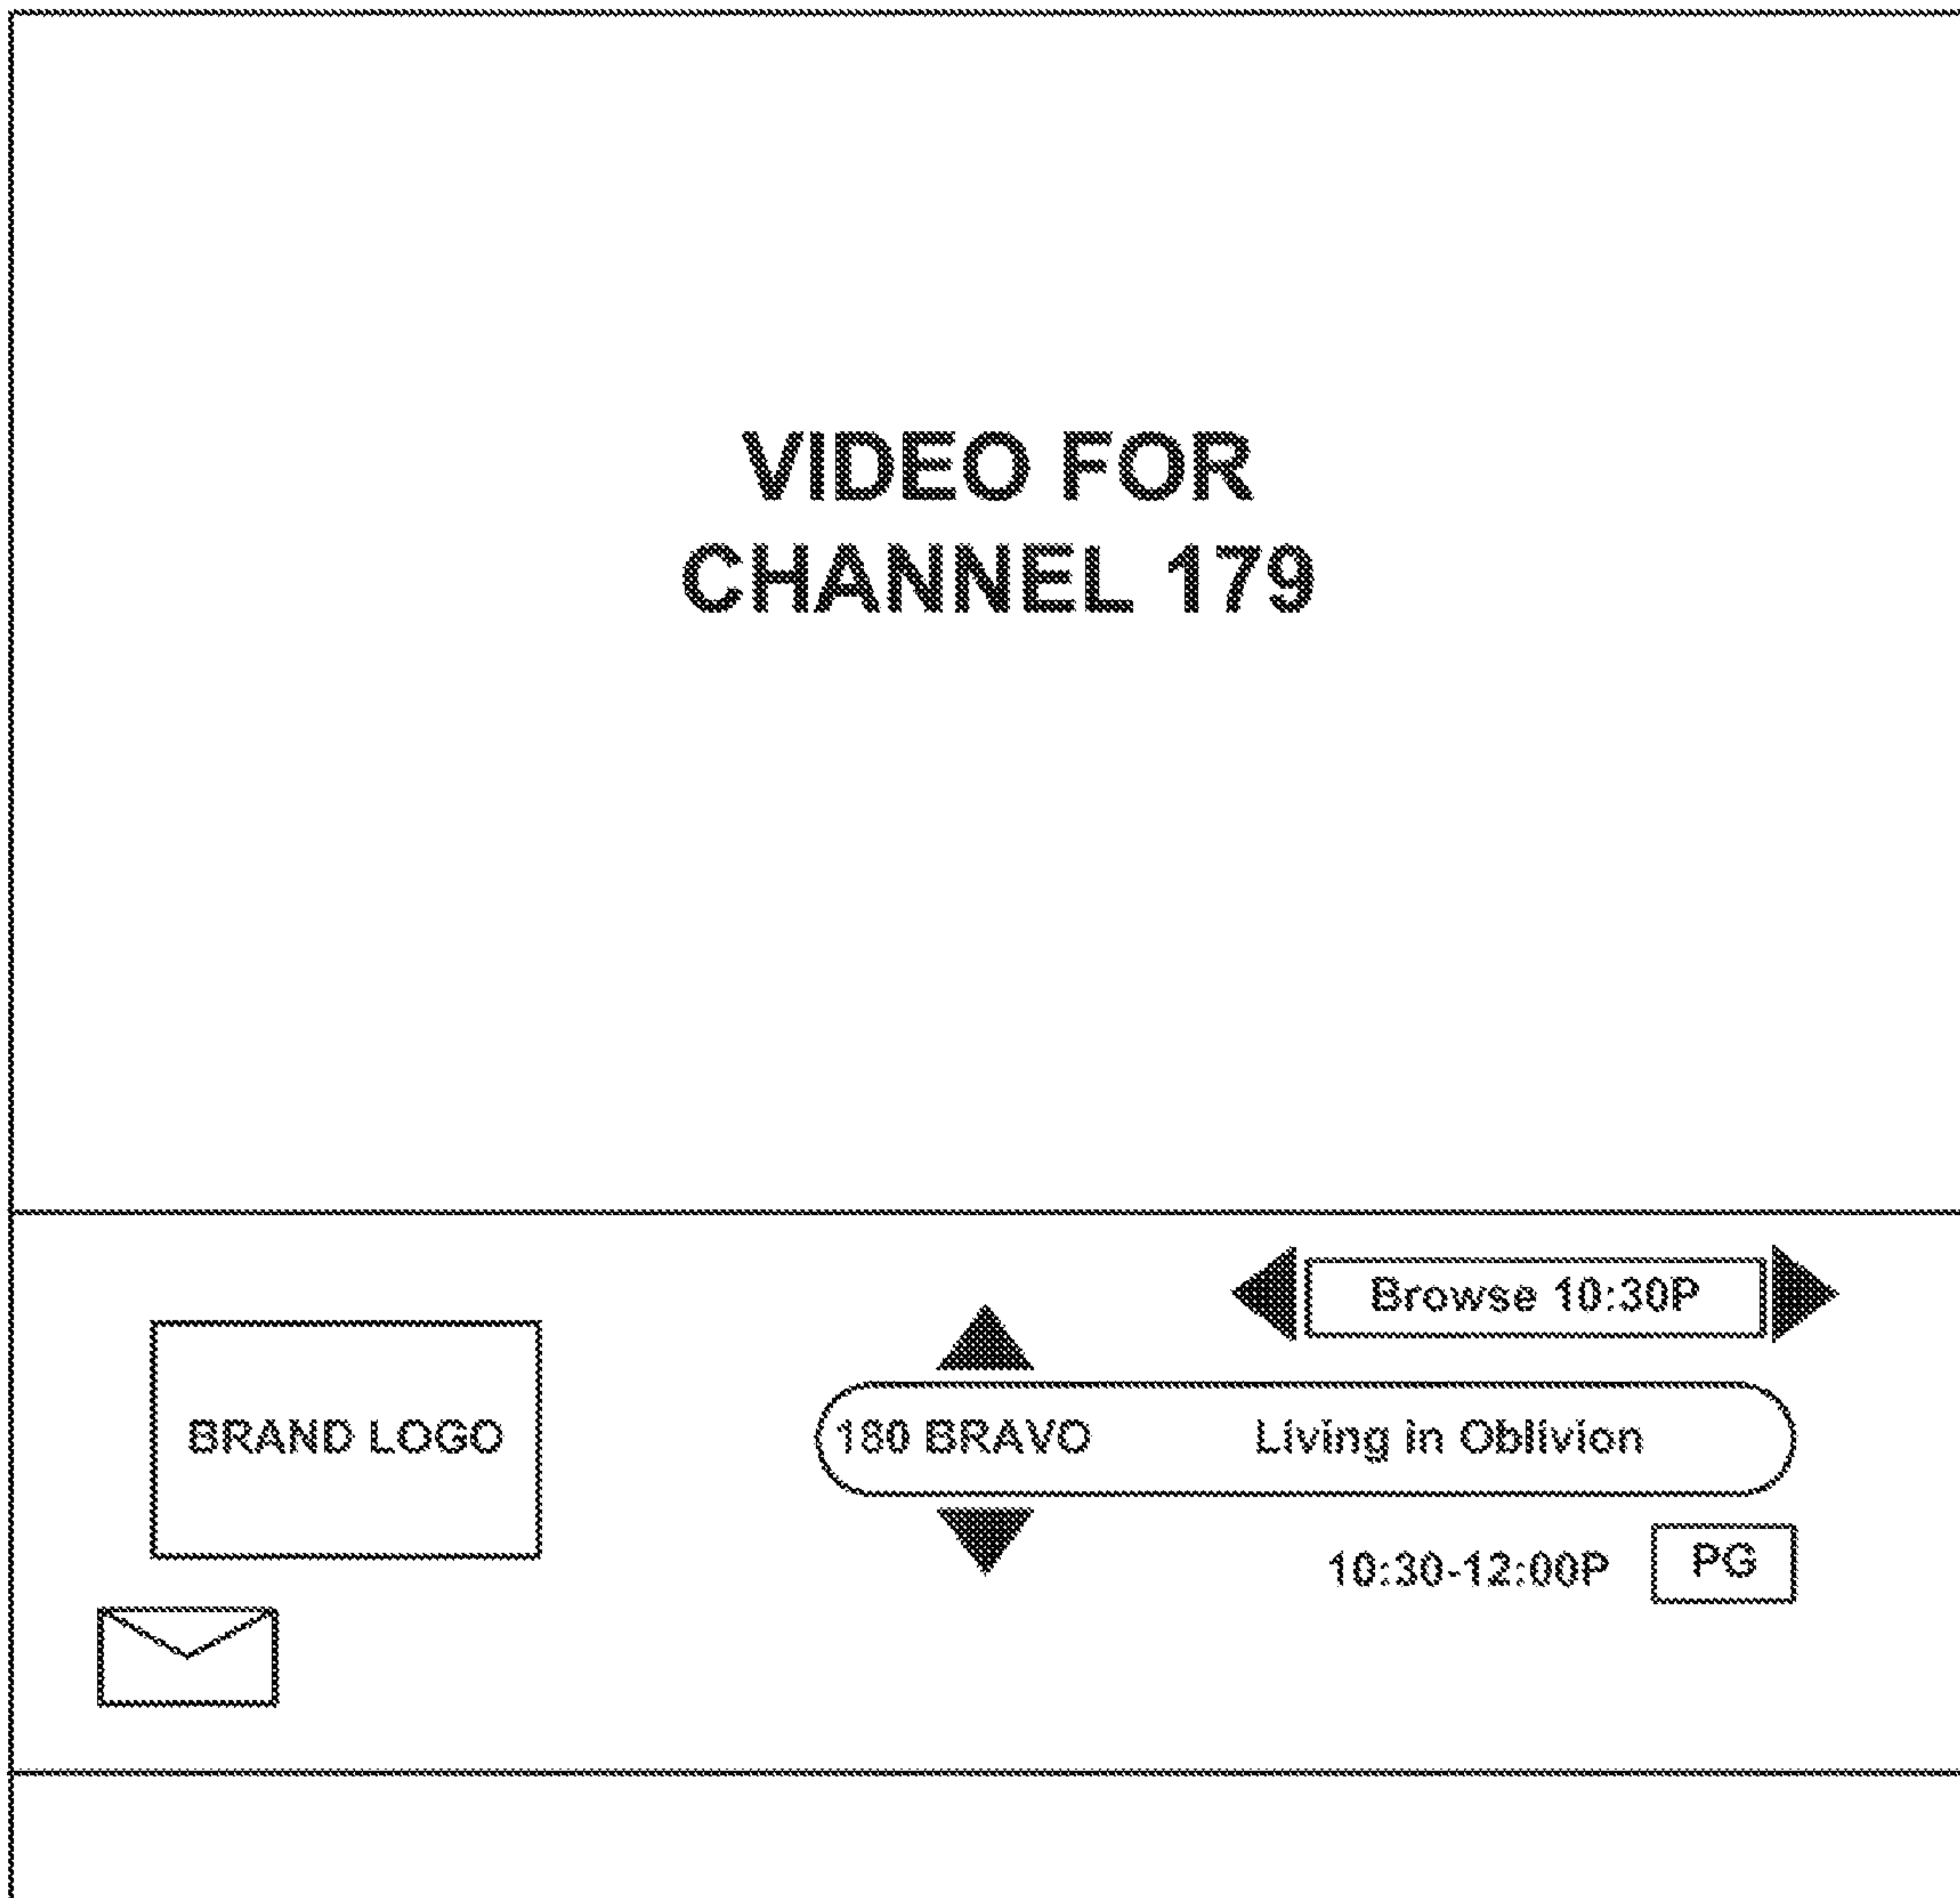 VIDEO FOR
CHANNEL 179
Browse 10:30P
BRAND LOGO
180 BRAVO Living in Oblivion
10:30-12:00P PG